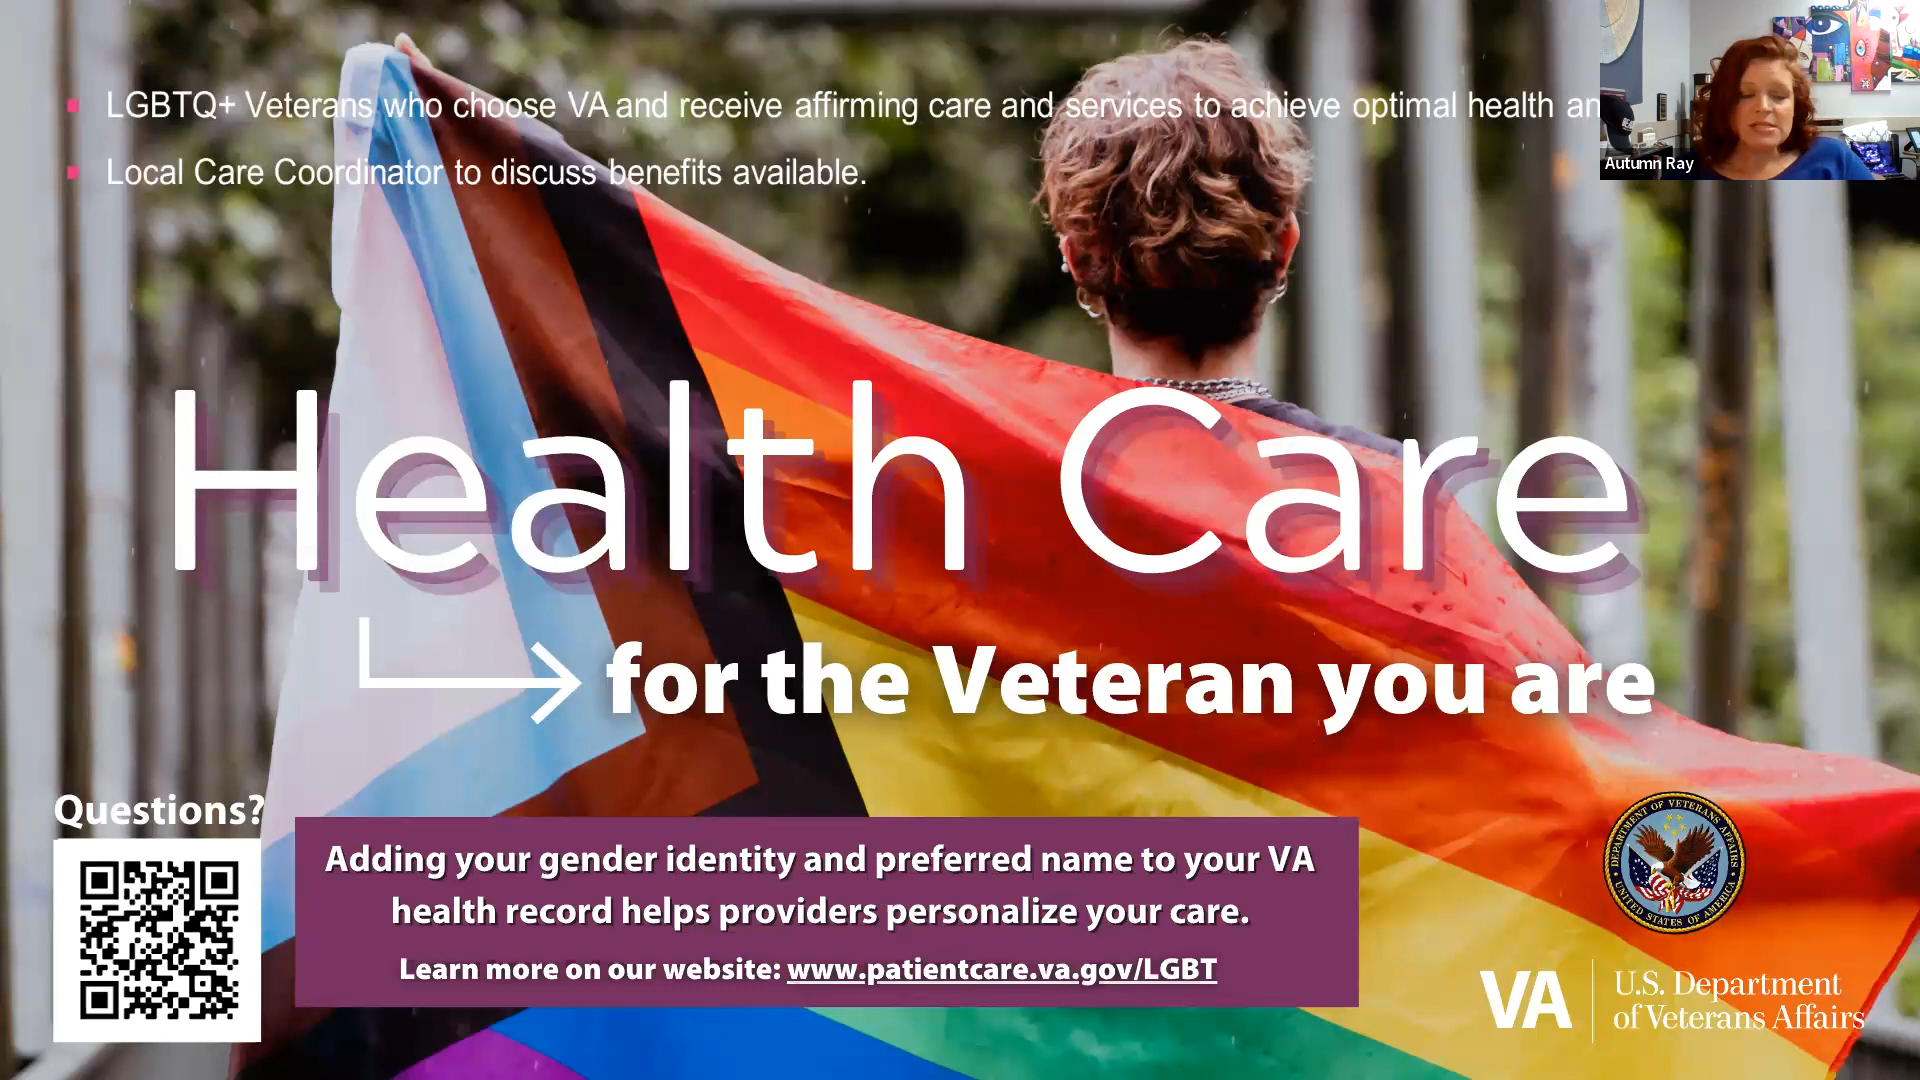 LGBTQ+ Veterans who choose VA and receive affirming care and services to achieve optimal health an
Local Care Coordinator to discuss benefits available.
Autumn Ray
Health Care
for the Veteran you are
Questions?
Adding your gender identity and preferred name to your VA
health record helps providers personalize your care.
Learn more on our website: www.patientcare.va.gov/LGBT
DEPARTMENT OF VETERANS AFFAIRS
UNITED STATES OF AMERICA
VA
U.S. Department
of Veterans Affairs